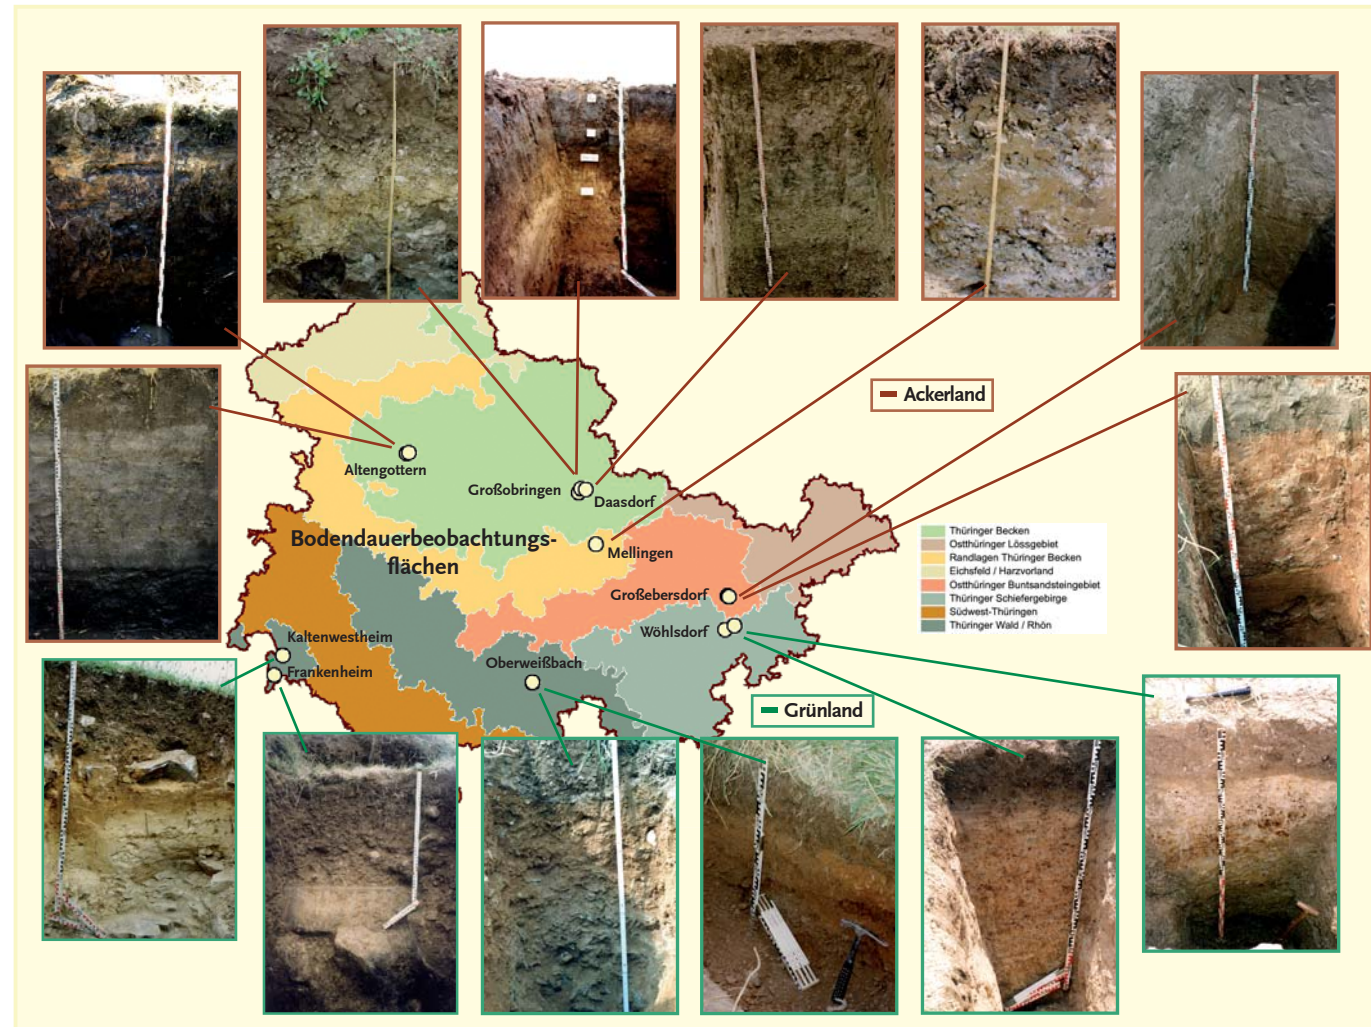 Ackerland
Altengottern
Großobringen
Daasdorf
Bodendauerbeobachtungs-
flächen
Mellingen
Thüringer Becken
Ostthüringer Lössgebiet
Randlagen Thüringer Becken
Eichsfeld / Harzvorland
Ostthüringer Buntsandsteingebiet
Thüringer Schiefergebirge
Südwest-Thüringen
Thüringer Wald / Rhön
Großebersdorf
Wöhlsdorf
Kaltenwestheim
Frankenheim
Oberweißbach
Grünland